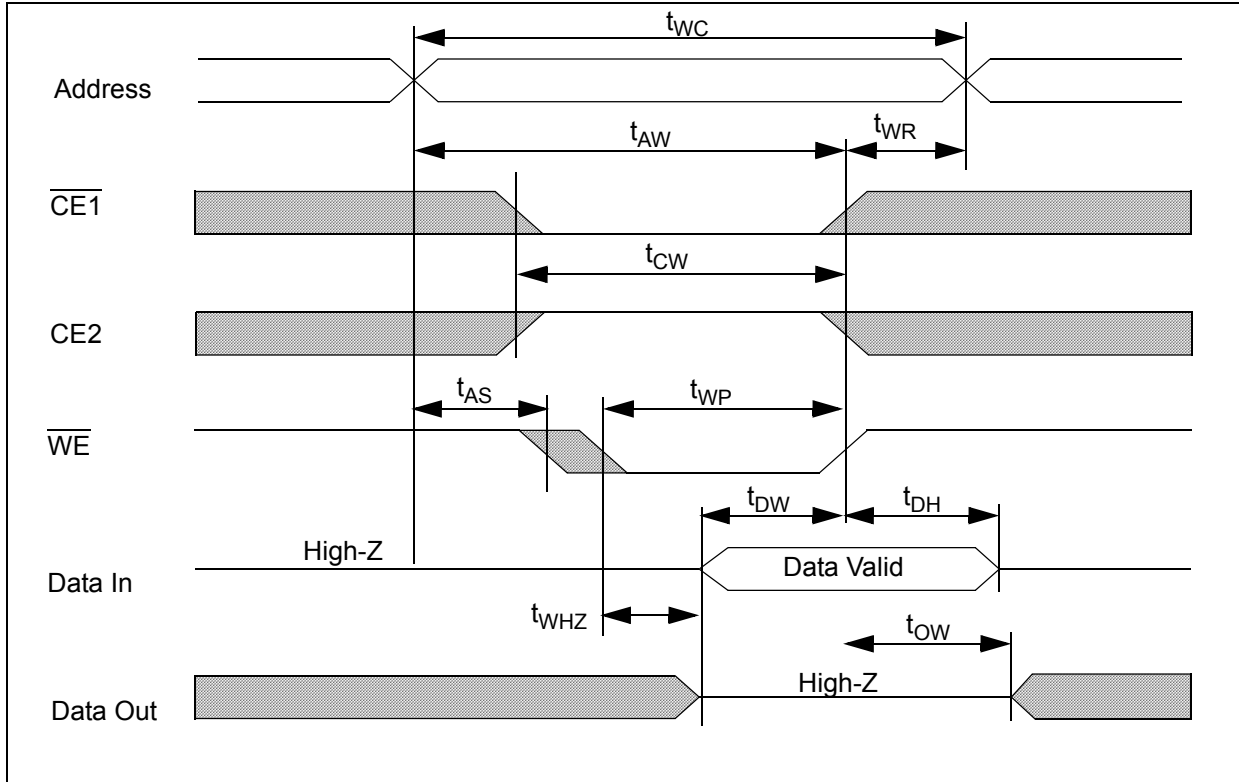 tWC
Address
tAW
tWR
CE1
tCW
CE2
tAS
tWP
WE
tDW
tDH
High-Z
Data In
Data Valid
tWHZ
tOW
High-Z
Data Out